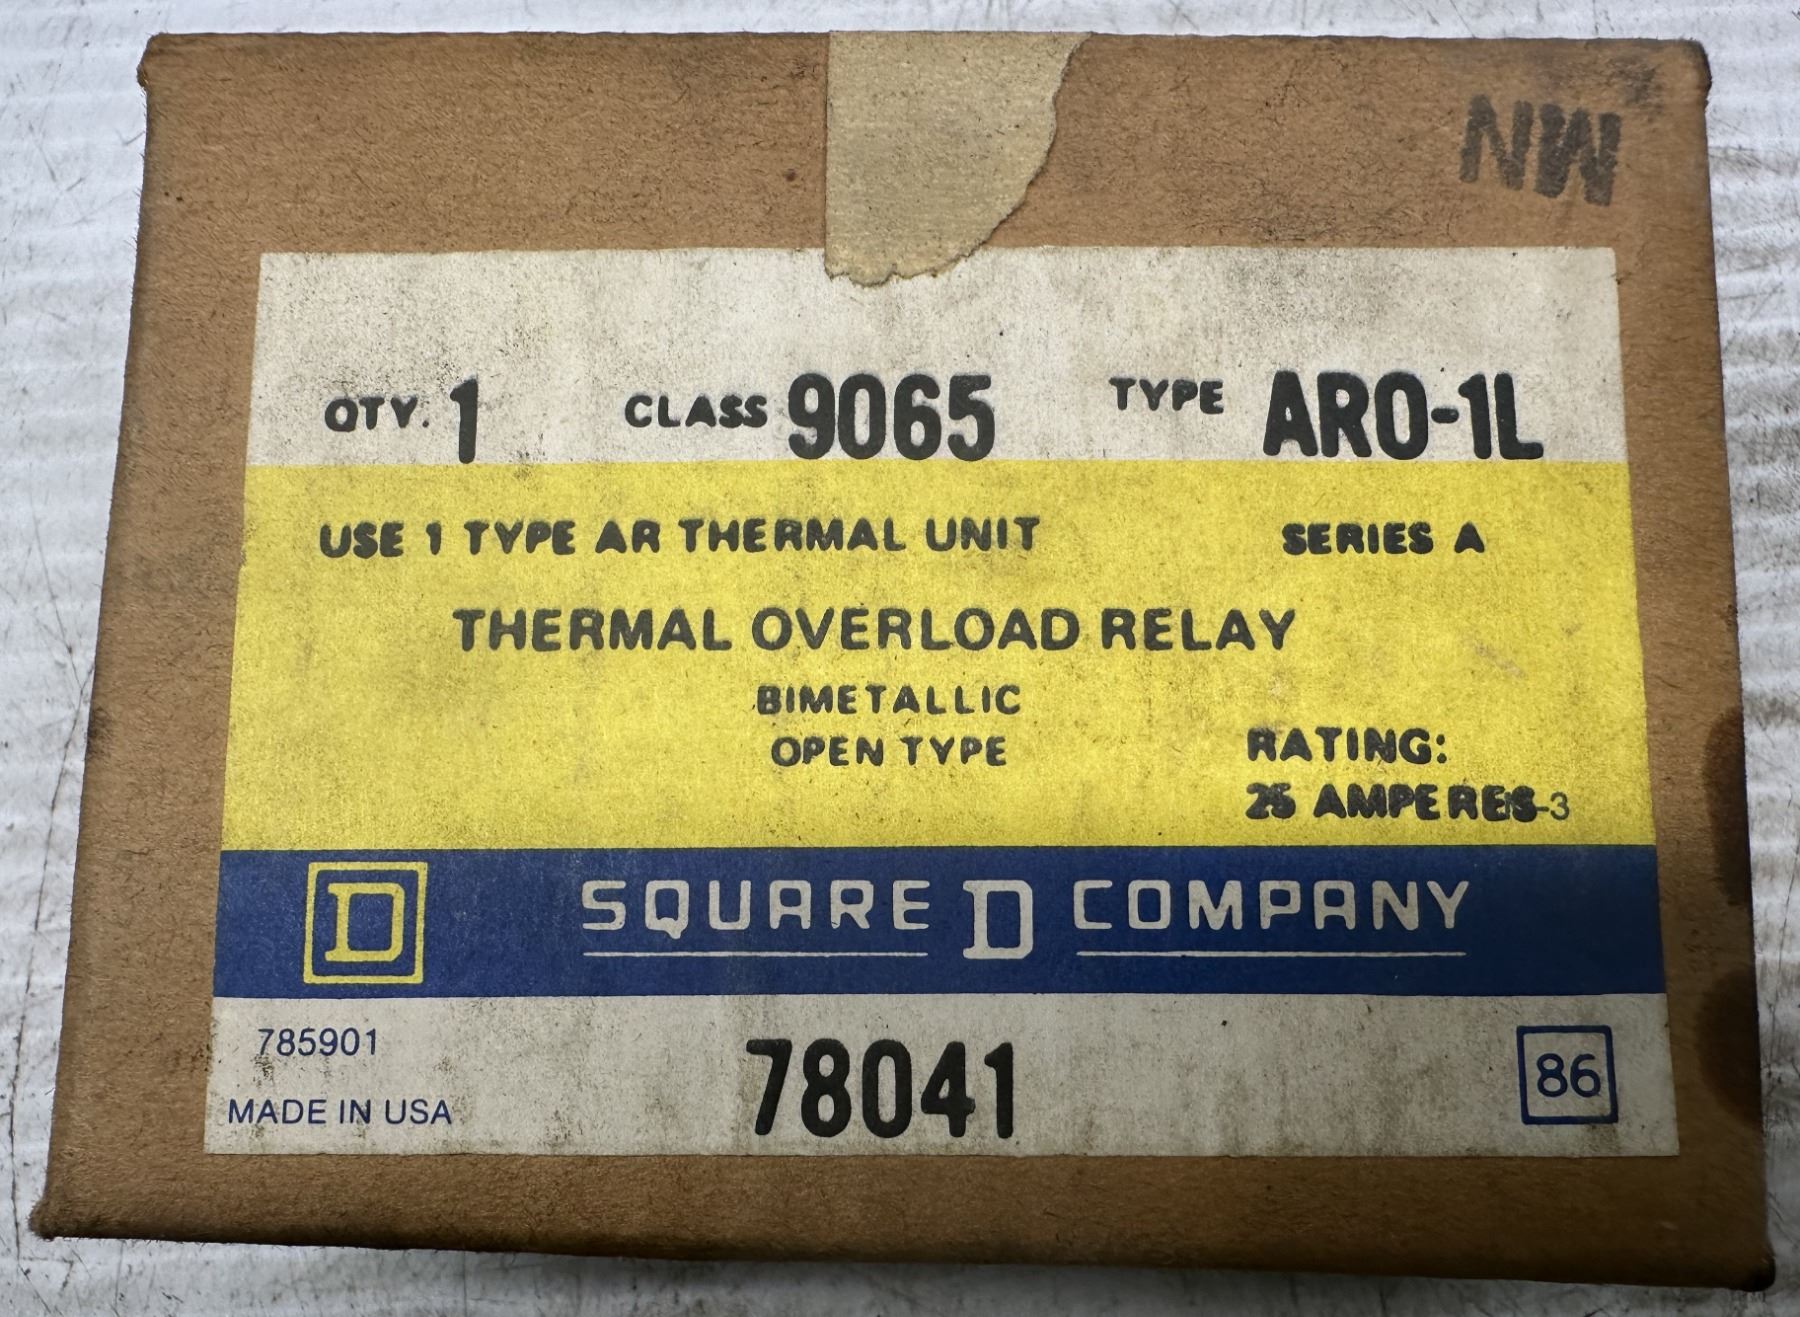 NW
QTY. 1 CLASS 9065 TYPE ARO-1L
USE 1 TYPE AR THERMAL UNIT SERIES A
THERMAL OVERLOAD RELAY
BIMETALLIC
OPEN TYPE
RATING:
25 AMPERES-3
D SQUARE D COMPANY
785901
78041
86
MADE IN USA